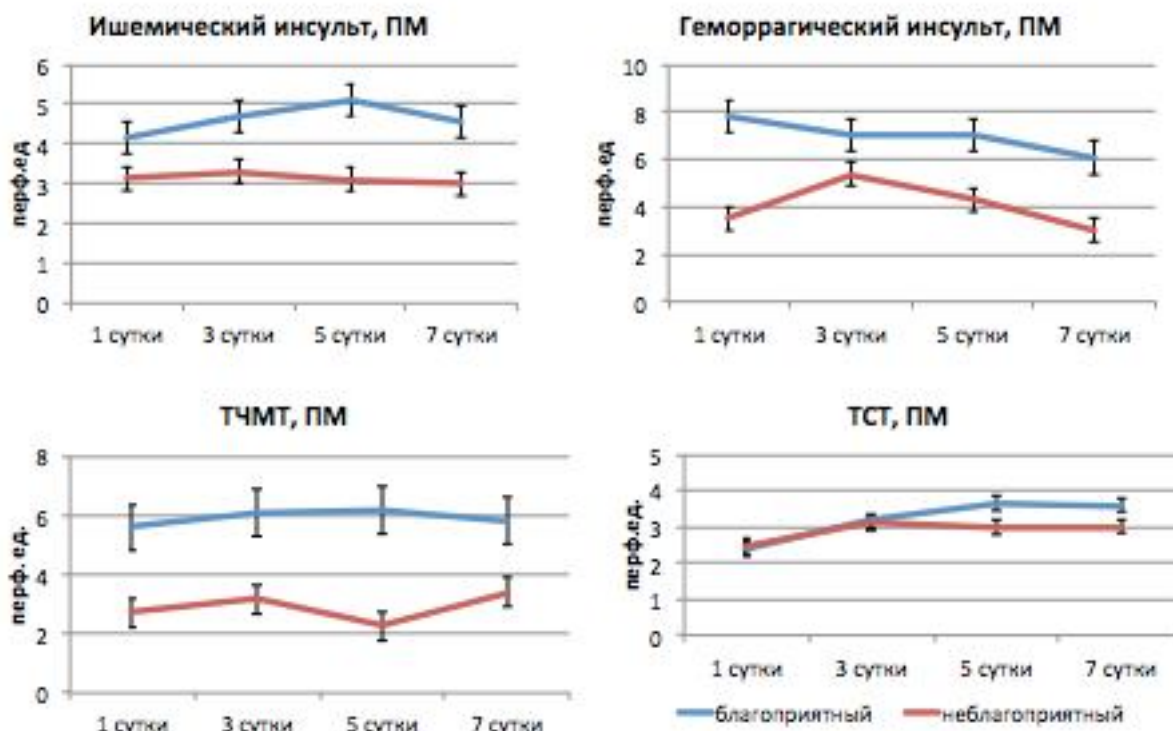 Ишемический инсульт, ПМ
6
5
4
3
2
1
0
перф.ед
1 сутки 3 сутки 5 сутки 7 сутки
Геморрагический инсульт, ПМ
10
8
6
4
2
0
перф.ед
1 сутки 3 сутки 5 сутки 7 сутки
ТЧМТ, ПМ
8
6
4
2
0
перф. ед.
1 сутки 3 сутки 5 сутки 7 сутки
ТСТ, ПМ
5
4
3
2
1
0
перф.ед.
1 сутки 3 сутки 5 сутки 7 сутки
благоприятный неблагоприятный